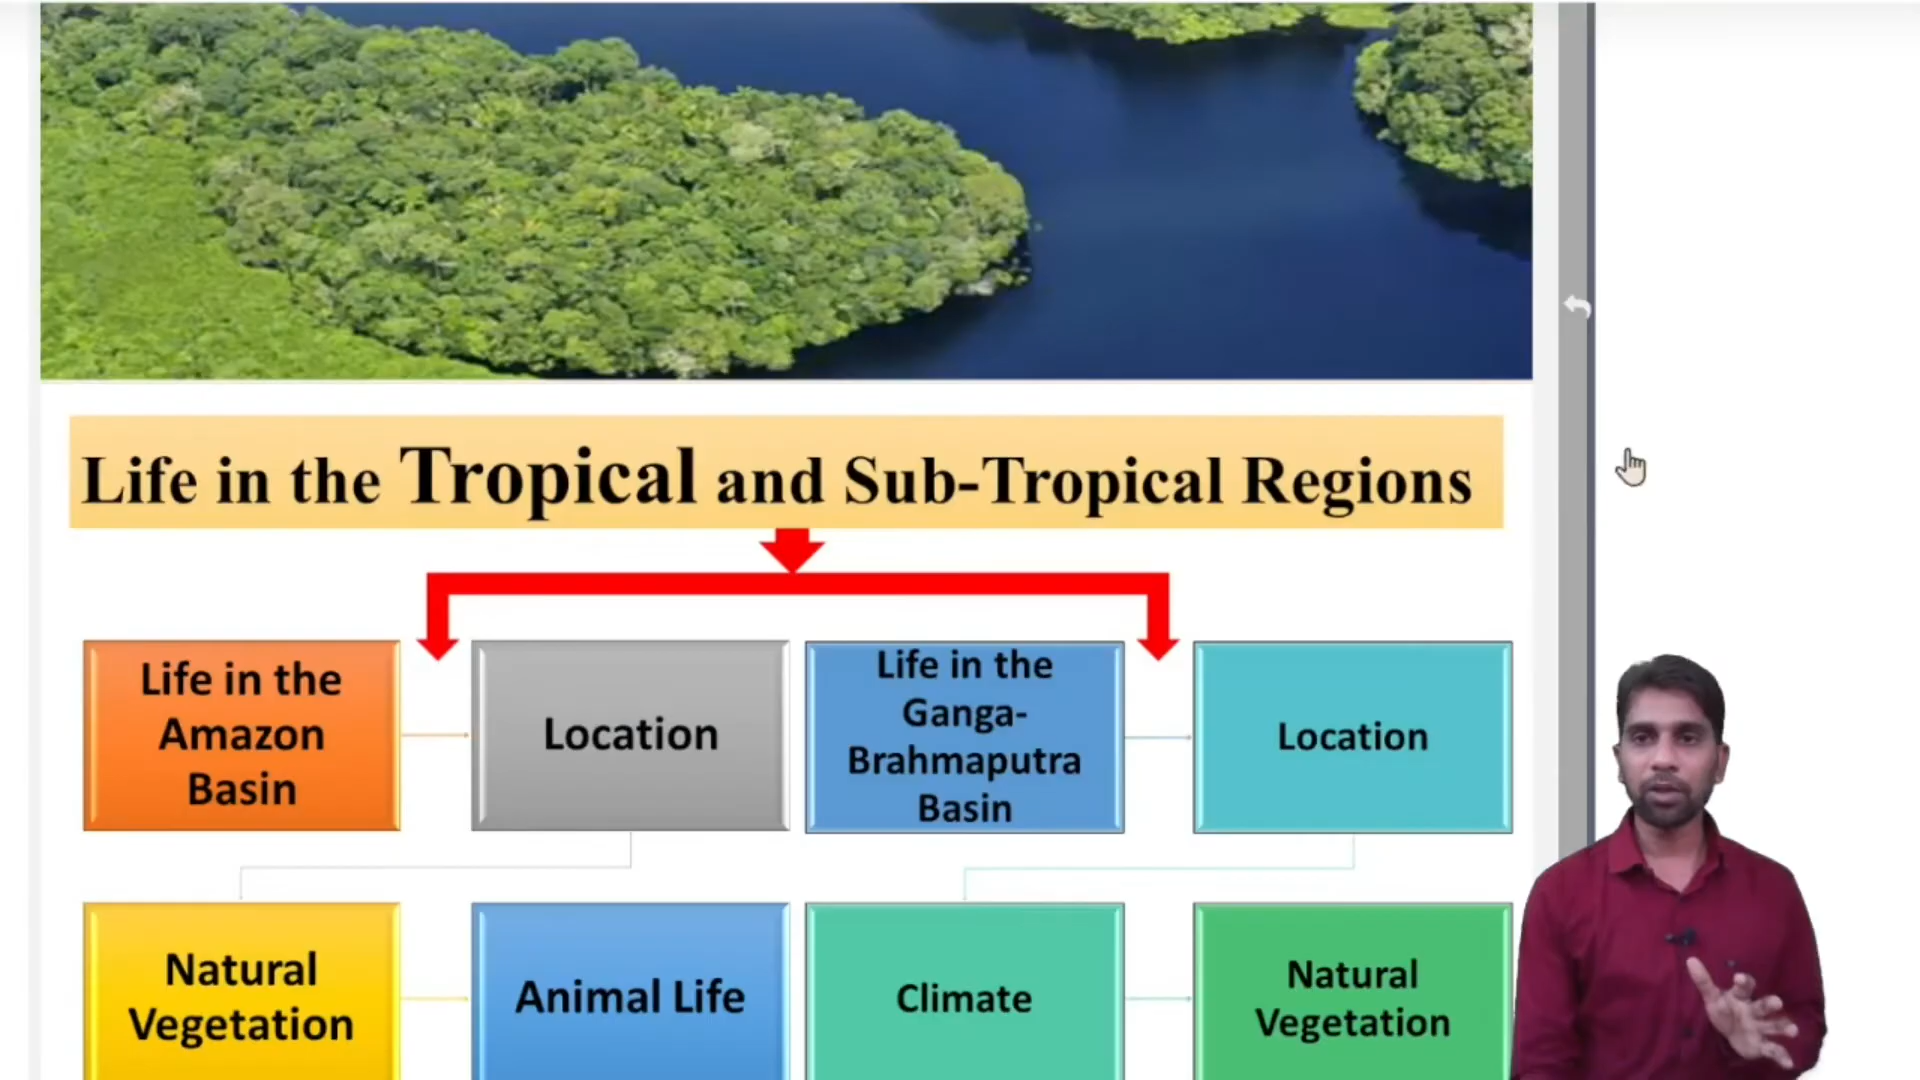 Life in the Tropical and Sub-Tropical Regions
Life in the
Amazon
Basin
Location
Life in the
Ganga-
Brahmaputra
Basin
Location
Natural
Vegetation
Animal Life
Climate
Natural
Vegetation